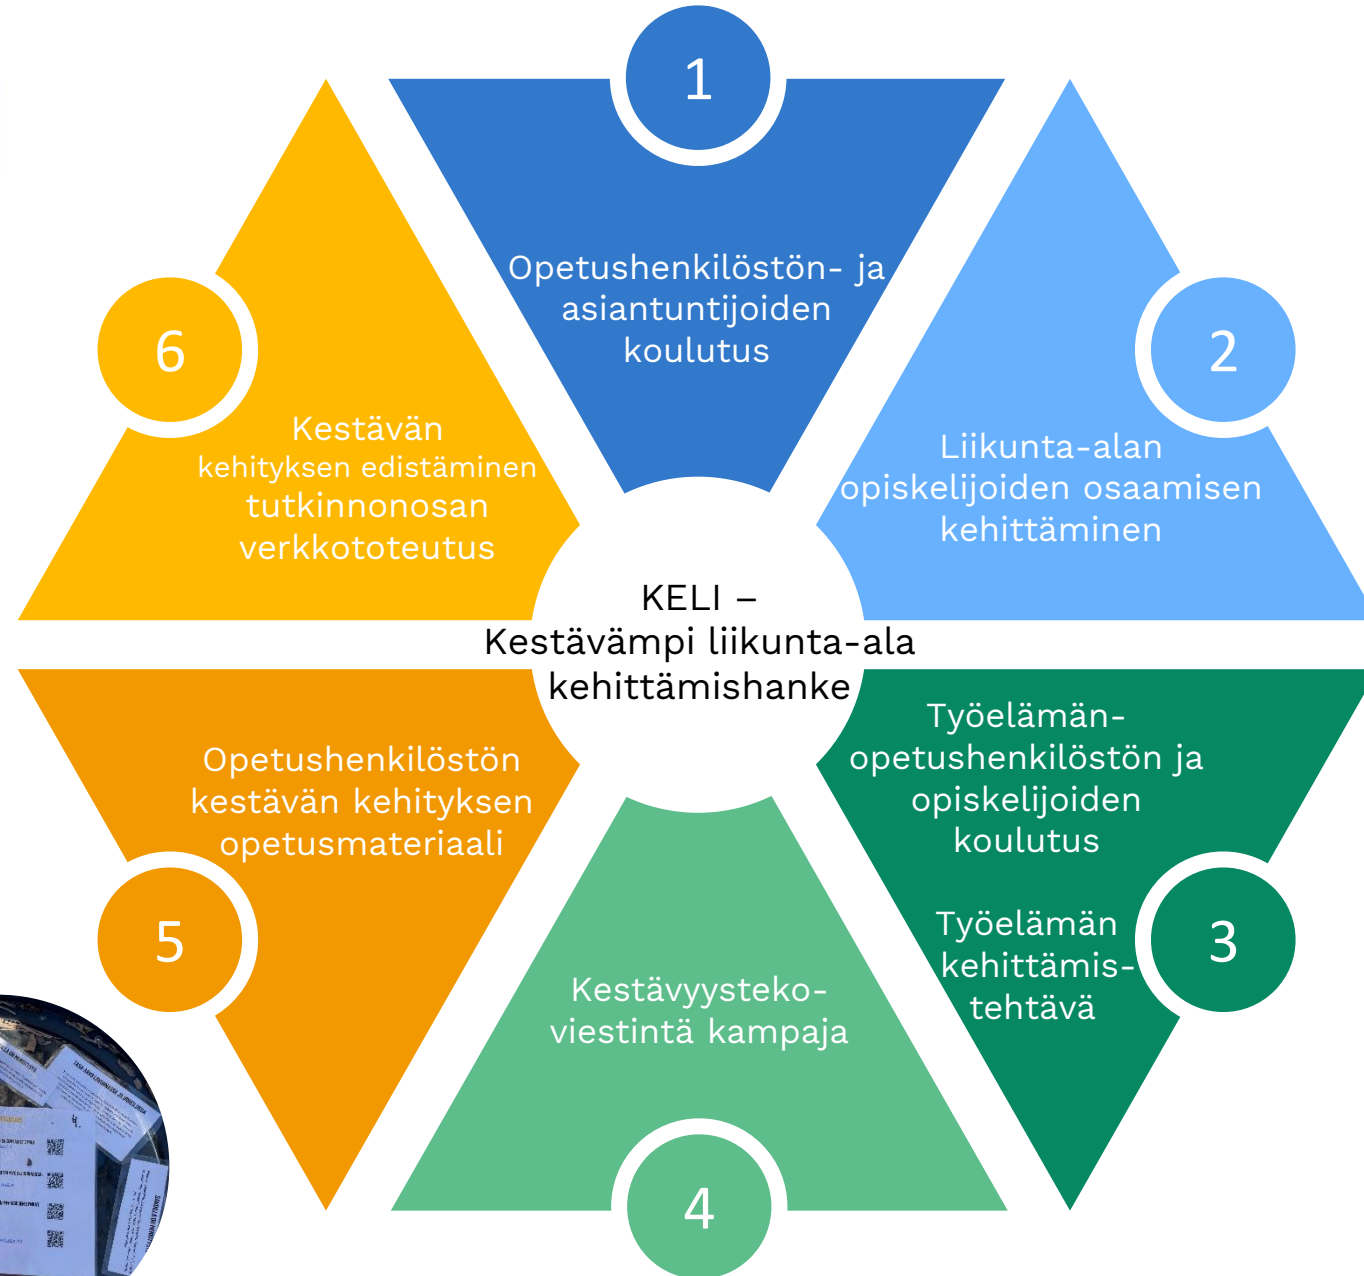 1
Opetushenkilöstön- ja
asiantuntijoiden
koulutus
2
Liikunta-alan
opiskelijoiden osaamisen
kehittäminen
3
Työelämän-
opetushenkilöstön ja
opiskelijoiden
koulutus
Työelämän
kehittämis-
tehtävä
4
Kestävyysteko-
viestintä kampaja
5
Opetushenkilöstön
kestävän kehityksen
opetusmateriaali
6
Kestävän
kehityksen edistäminen
tutkinnonosan
verkkototeutus
KELI –
Kestävämpi liikunta-ala
kehittämishanke